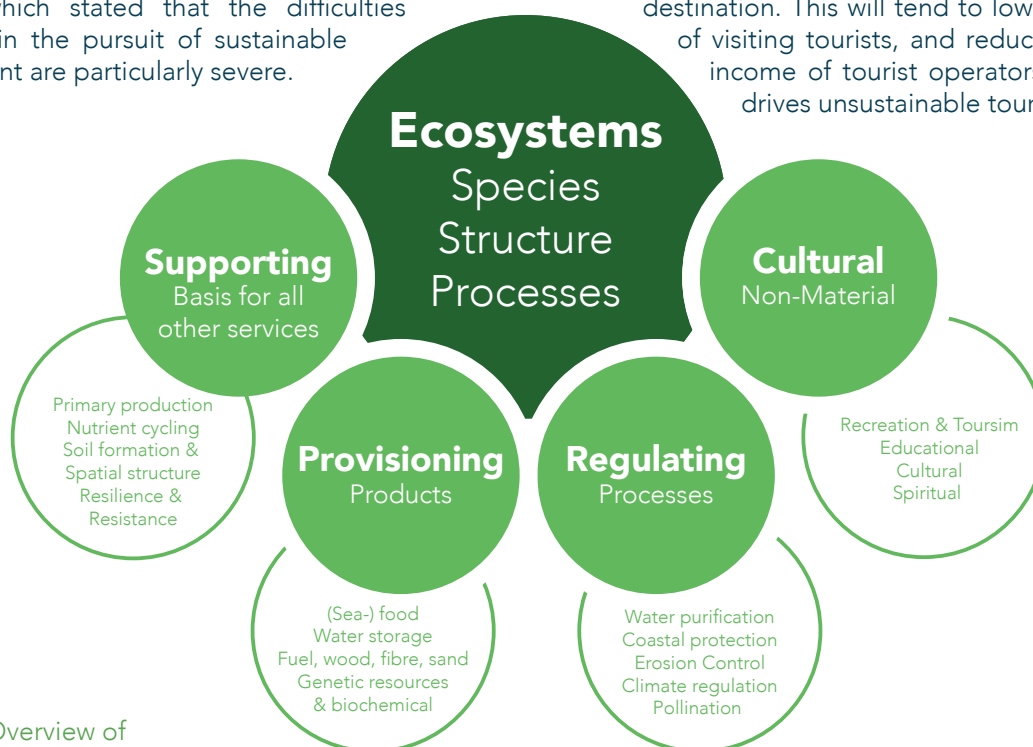 which stated that the difficulties
in the pursuit of sustainable
are particularly severe.
destination. This will tend to low
of visiting tourists, and reduc
income of tourist operators
drives unsustainable tour
Ecosystems
Species
Structure
Processes
Supporting
Basis for all
other services
Primary production
Nutrient cycling
Soil formation &
Spatial structure
Resilience &
Resistance
Provisioning
Products
(Sea-) food
Water storage
Fuel, wood, fibre, sand
Genetic resources
& biochemical
Regulating
Processes
Water purification
Coastal protection
Erosion Control
Climate regulation
Pollination
Cultural
Non-Material
Recreation & Toursim
Educational
Cultural
Spiritual
Overview of